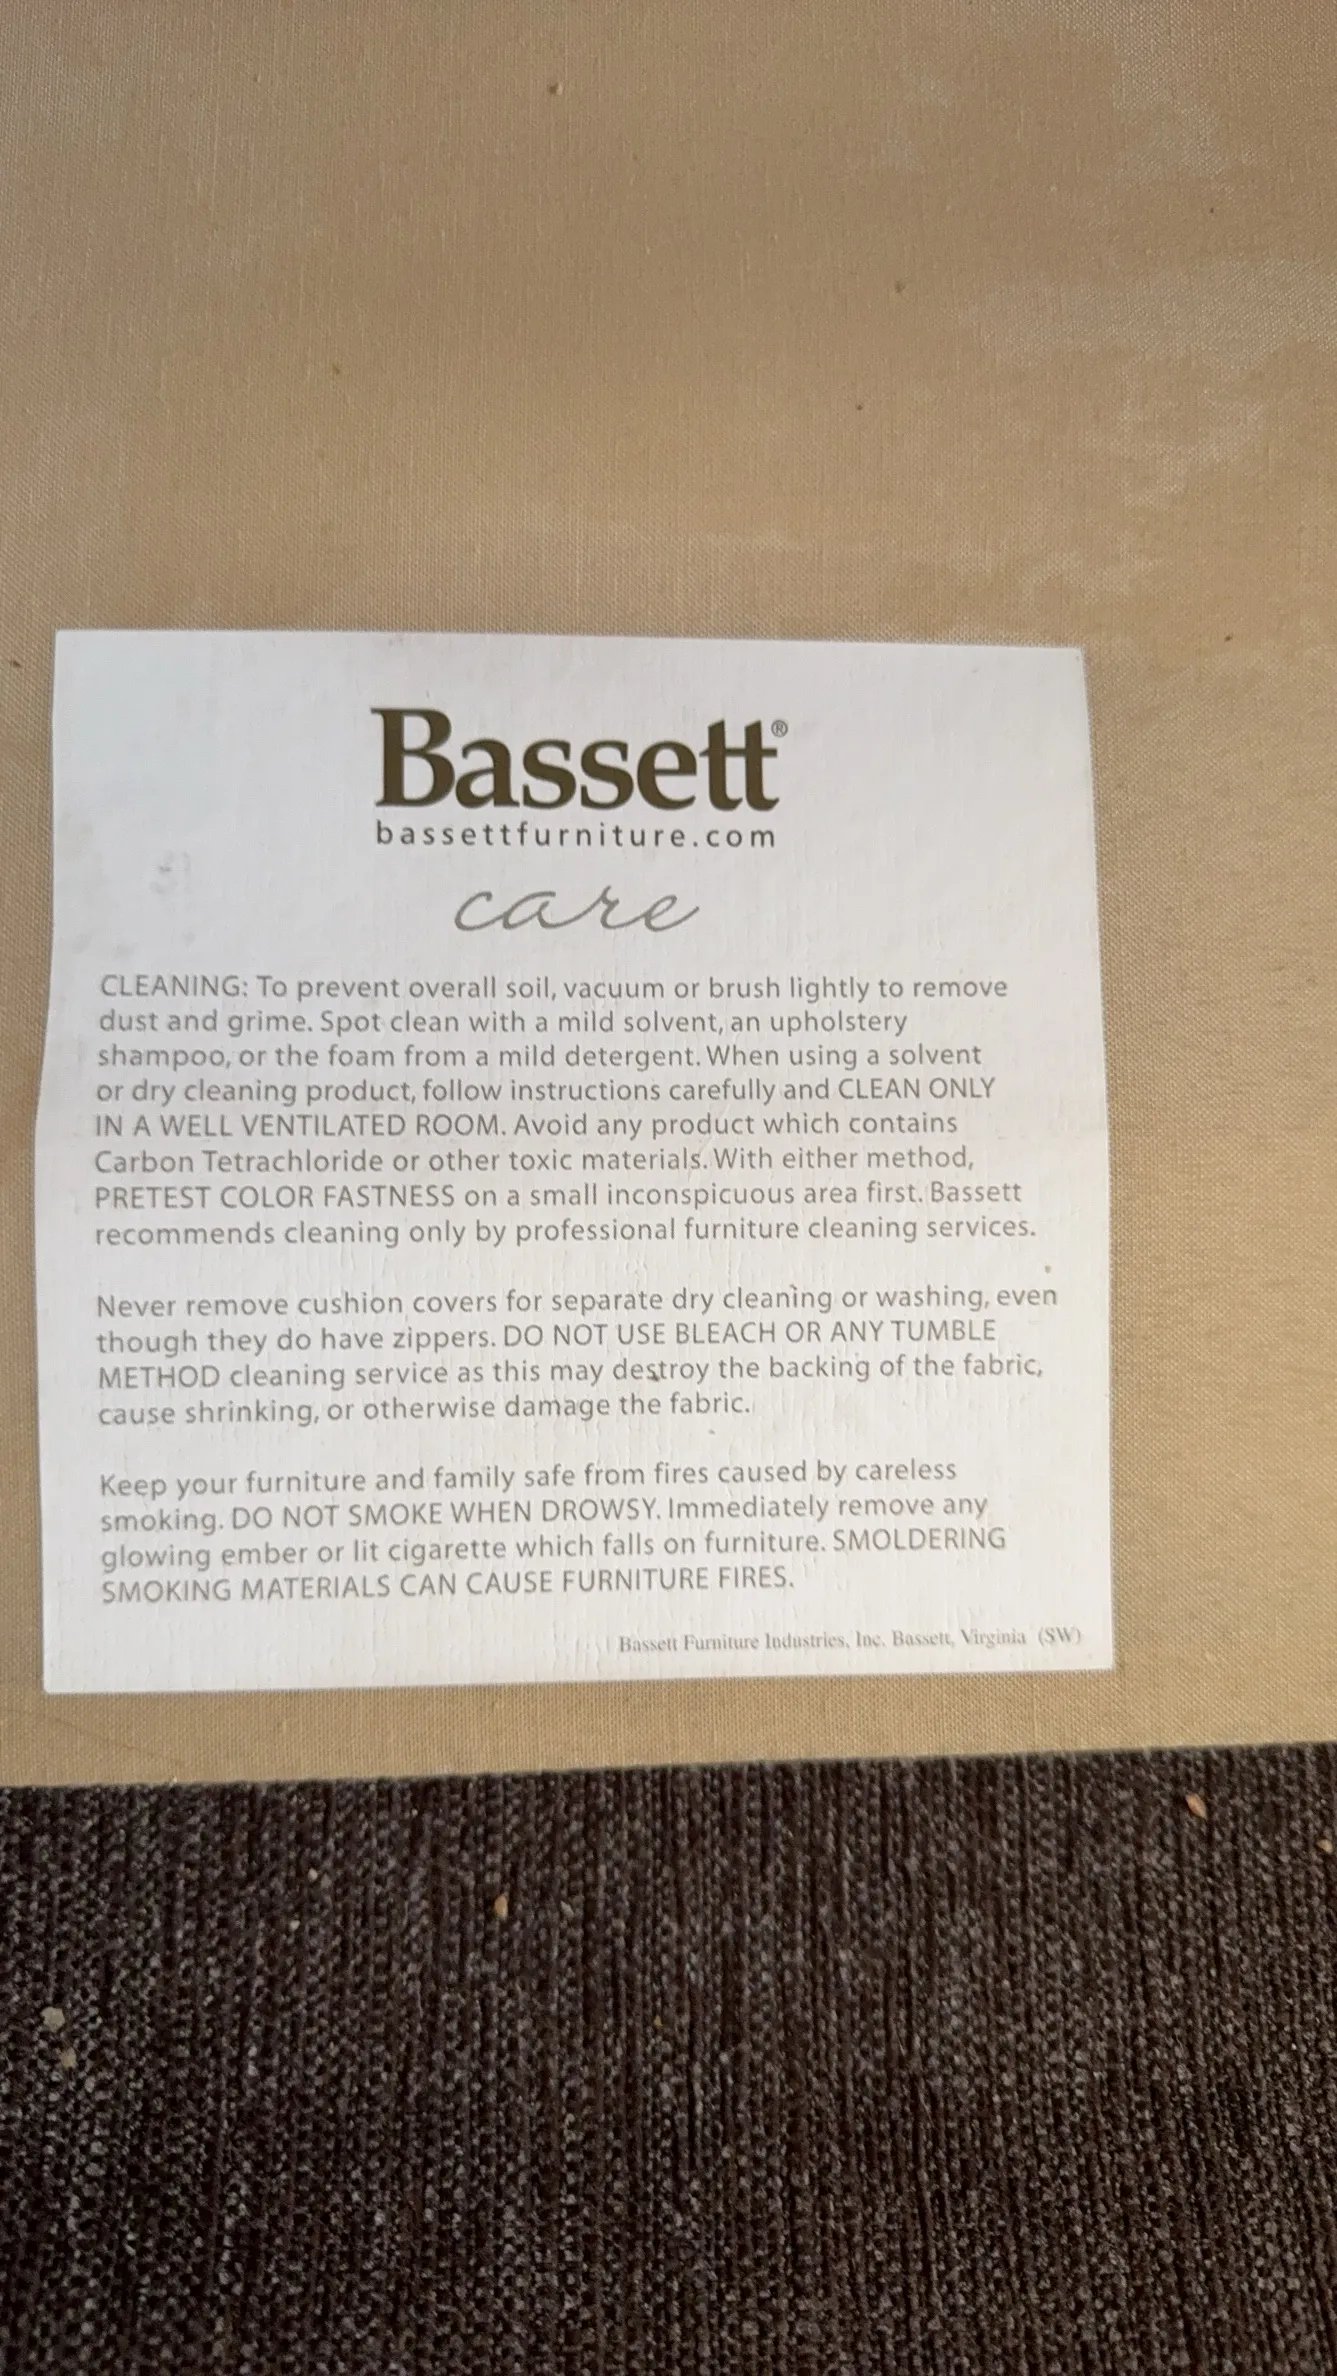 Bassett®
bassettfurniture.com
care
CLEANING: To prevent overall soil, vacuum or brush lightly to remove
dust and grime. Spot clean with a mild solvent, an upholstery
shampoo, or the foam from a mild detergent. When using a solvent
or dry cleaning product, follow instructions carefully and CLEAN ONLY
IN A WELL VENTILATED ROOM. Avoid any product which contains
Carbon Tetrachloride or other toxic materials. With either method,
PRETEST COLOR FASTNESS on a small inconspicuous area first. Bassett
recommends cleaning only by professional furniture cleaning services.
Never remove cushion covers for separate dry cleaning or washing, even
though they do have zippers. DO NOT USE BLEACH OR ANY TUMBLE
METHOD cleaning service as this may destroy the backing of the fabric,
cause shrinking, or otherwise damage the fabric.
Keep your furniture and family safe from fires caused by careless
smoking. DO NOT SMOKE WHEN DROWSY. Immediately remove any
glowing ember or lit cigarette which falls on furniture. SMOLDERING
SMOKING MATERIALS CAN CAUSE FURNITURE FIRES.
Bassett Furniture Industries, Inc. Bassett, Virginia (SW)